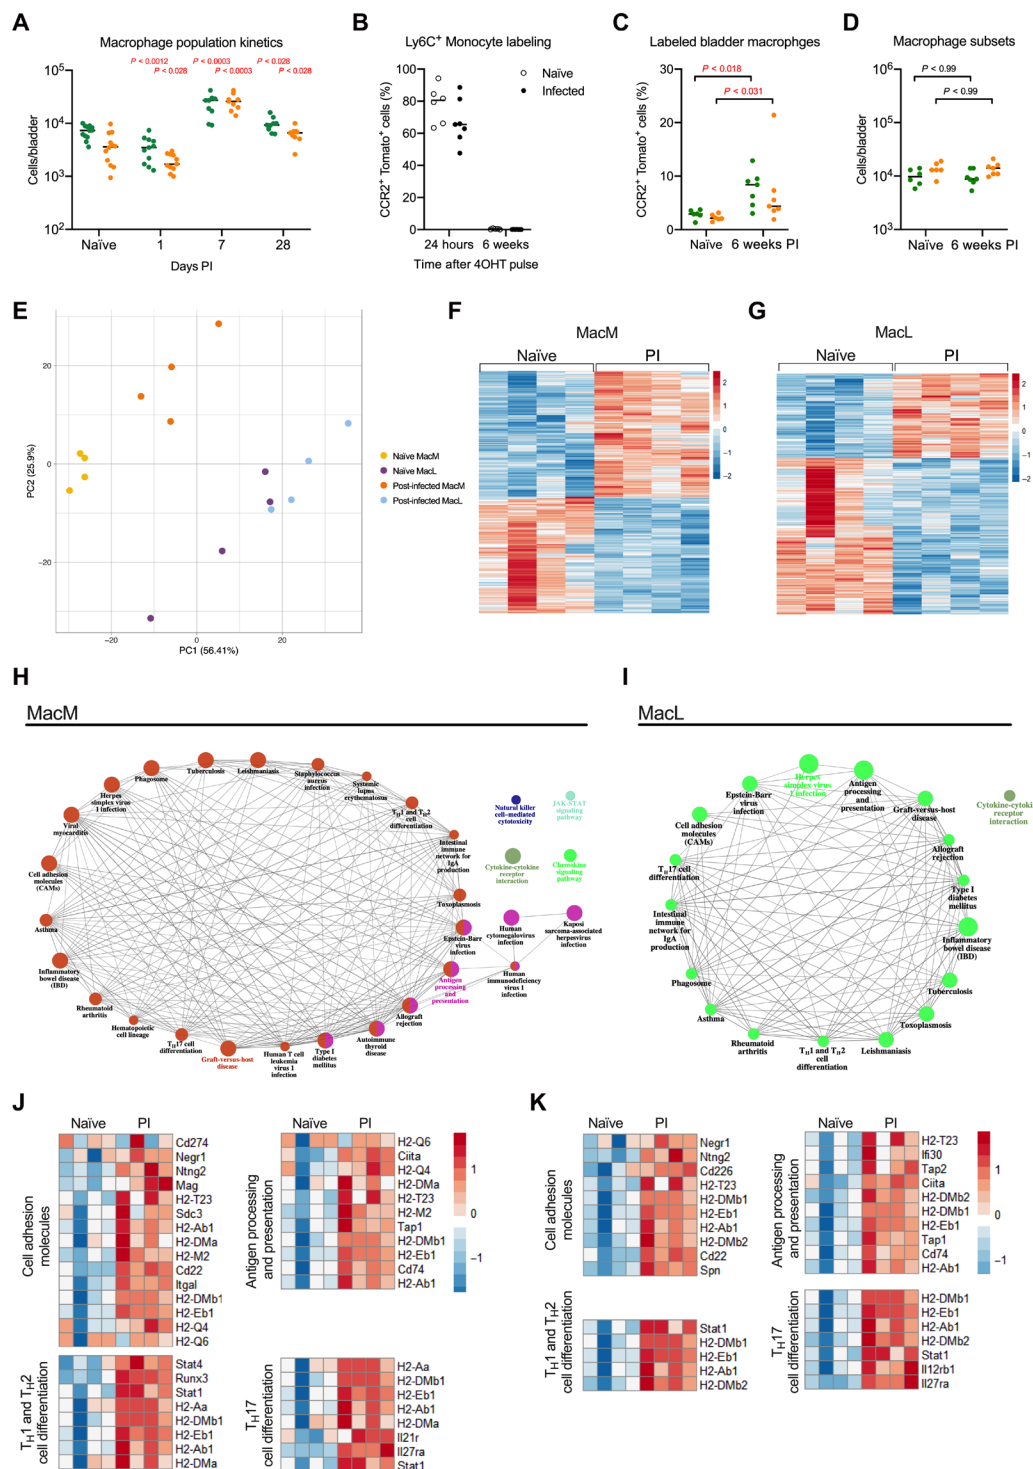 A
Macrophage population kinetics
P < 0.0012
P < 0.028
P < 0.0003
P < 0.0003
P < 0.028
P < 0.028
Cells/bladder
10^5
10^4
10^3
10^2
Naïve
1
7
28
Days PI
B
Ly6C+ Monocyte labeling
Naïve
Infected
CCR2+ Tomato+ cells (%)
100
80
60
40
20
0
24 hours
6 weeks
Time after 4OHT pulse
C
Labeled bladder macrophges
P < 0.018
P < 0.031
CCR2+ Tomato+ cells (%)
30
20
10
0
Naïve
6 weeks PI
D
Macrophage subsets
P < 0.99
P < 0.99
Cells/bladder
10^6
10^5
10^4
10^3
Naïve
6 weeks PI
E
PC2 (25.9%)
20
0
−20
−20
0
20
PC1 (56.41%)
Naïve MacM
Naïve MacL
Post-infected MacM
Post-infected MacL
F
MacM
Naïve
PI
2
1
0
−1
−2
G
MacL
Naïve
PI
2
1
0
−1
−2
H
MacM
Tuberculosis
Leishmaniasis
Staphylococcus
aureus
infection
Systemic
lupus
erythematosus
TH1 and TH2
cell
differentiation
Intestinal
immune
network for
IgA
production
Toxoplasmosis
Epstein-Barr
virus
infection
Antigen
processing
and
presentation
Allograft
rejection
Autoimmune
thyroid
disease
Type I
diabetes
mellitus
Human T cell
leukemia
virus 1
infection
Graft-versus-host
disease
TH17 cell
differentiation
Hematopoietic
cell lineage
Rheumatoid
arthritis
Inflammatory
bowel disease
(IBD)
Asthma
Cell adhesion
molecules
(CAMs)
Viral
myocarditis
Herpes
simplex virus
1 infection
Phagosome
Natural killer
cell–mediated
cytotoxicity
JAK-STAT
signaling
pathway
Cytokine-cytokine
receptor
interaction
Chemokine
signaling
pathway
Human
cytomegalovirus
infection
Kaposi
sarcoma-associated
herpesvirus
infection
Human
immunodeficiency
virus 1 infection
I
MacL
Herpes
simplex virus
1 infection
Antigen
processing
and
presentation
Graft-versus-host
disease
Allograft
rejection
Type I
diabetes
mellitus
Inflammatory
bowel disease
(IBD)
Tuberculosis
Toxoplasmosis
Leishmaniasis
TH1 and TH2
cell
differentiation
Rheumatoid
arthritis
Asthma
Phagosome
Intestinal
immune
network for
IgA production
TH17 cell
differentiation
Cell adhesion
molecules
(CAMs)
Epstein-Barr
virus
infection
Cytokine-cytoki
receptor
interaction
J
Naïve
PI
Cell adhesion
molecules
Cd274
Negr1
Ntng2
Mag
H2-T23
Sdc3
H2-Ab1
H2-DMa
H2-M2
Cd22
Itgal
H2-DMb1
H2-Eb1
H2-Q4
H2-Q6
TH1 and TH2
cell differentiation
Stat4
Runx3
Stat1
H2-Aa
H2-DMb1
H2-Eb1
H2-Ab1
H2-DMa
Naïve
PI
Antigen processing
and presentation
H2-Q6
Ciita
H2-Q4
H2-DMa
H2-T23
H2-M2
Tap1
H2-DMb1
H2-Eb1
Cd74
H2-Ab1
1
0
−1
TH17
cell differentiation
H2-Aa
H2-DMb1
H2-Eb1
H2-Ab1
H2-DMa
Il21r
Il27ra
Stat1
K
Naïve
PI
Cell adhesion
molecules
Negr1
Ntng2
Cd226
H2-T23
H2-DMb1
H2-Eb1
H2-Ab1
H2-DMb2
Cd22
Spn
TH1 and TH2
cell differentiation
Stat1
H2-DMb1
H2-Eb1
H2-Ab1
H2-DMb2
Naïve
PI
Antigen processing
and presentation
H2-T23
Ifi30
Tap2
Ciita
H2-DMb2
H2-DMb1
H2-Eb1
Tap1
Cd74
H2-Ab1
1
0
−1
TH17
cell differentiation
H2-DMb1
H2-Eb1
H2-Ab1
H2-DMb2
Stat1
Il12rb1
Il27ra